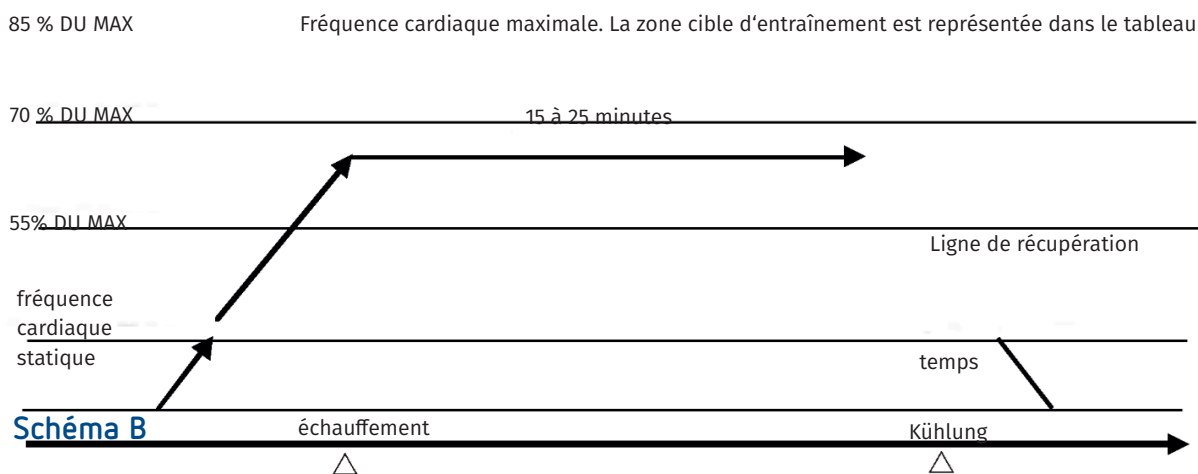 85 % DU MAX
Fréquence cardiaque maximale. La zone cible d‘entraînement est représentée dans le tableau
70 % DU MAX
15 à 25 minutes
55% DU MAX
Ligne de récupération
fréquence
cardiaque
statique
temps
Schéma B
échauffement
Kühlung